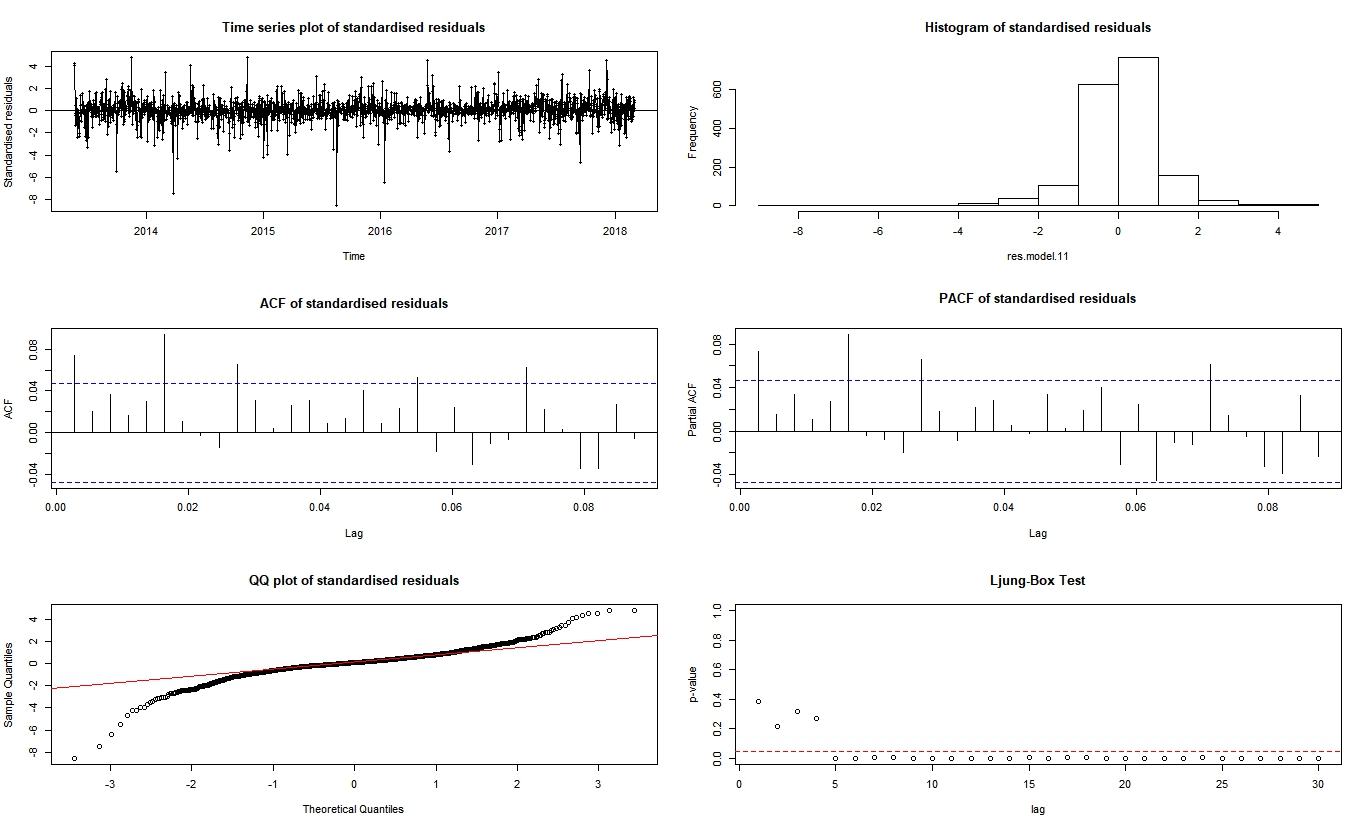 Time series plot of standardised residuals
Standardised residuals
4
2
0
-2
-4
-6
-8
2014 2015 2016 2017 2018
Time
Histogram of standardised residuals
Frequency
600
400
200
0
-8 -6 -4 -2 0 2 4
res.model.11
ACF of standardised residuals
ACF
0.08
0.04
0.00
-0.04
0.00 0.02 0.04 0.06 0.08
Lag
PACF of standardised residuals
Partial ACF
0.08
0.04
0.00
-0.04
0.00 0.02 0.04 0.06 0.08
Lag
QQ plot of standardised residuals
Sample Quantiles
4
2
0
-2
-4
-6
-8
-3 -2 -1 0 1 2 3
Theoretical Quantiles
Ljung-Box Test
p-value
1.0
0.8
0.6
0.4
0.2
0.0
0 5 10 15 20 25 30
lag